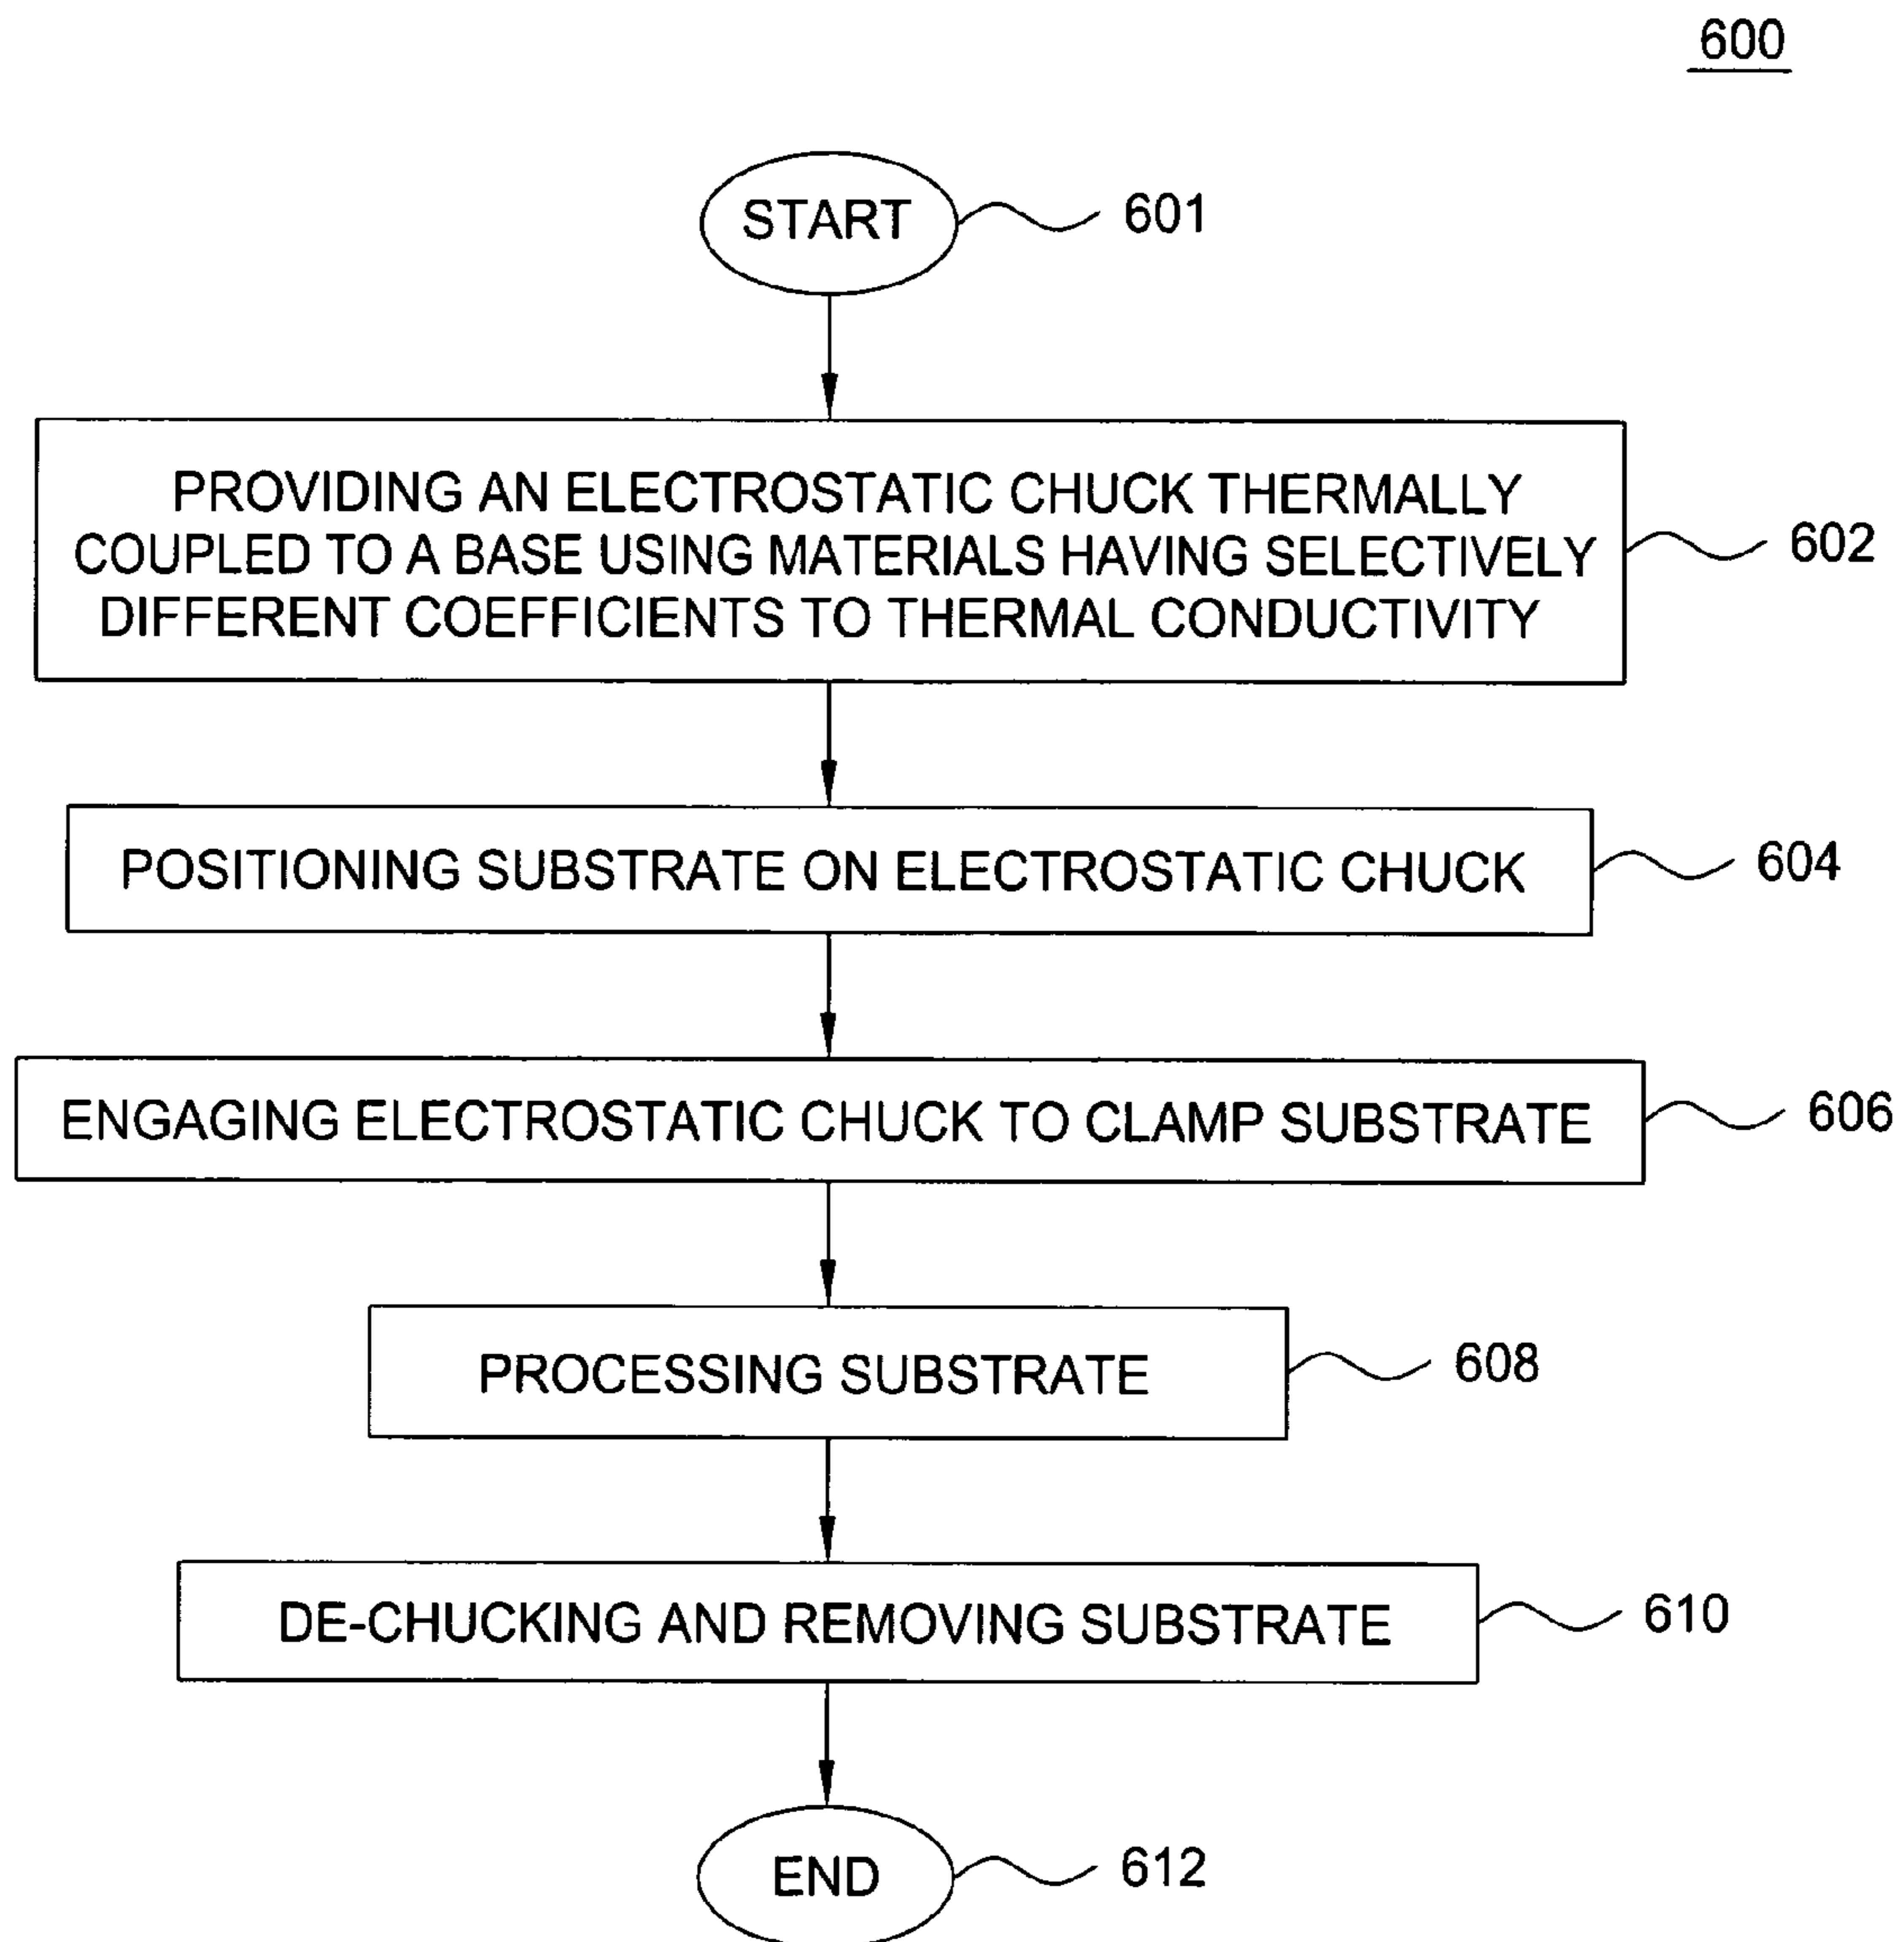 600
START
601
PROVIDING AN ELECTROSTATIC CHUCK THERMALLY
COUPLED TO A BASE USING MATERIALS HAVING SELECTIVELY
DIFFERENT COEFFICIENTS TO THERMAL CONDUCTIVITY
602
POSITIONING SUBSTRATE ON ELECTROSTATIC CHUCK
604
ENGAGING ELECTROSTATIC CHUCK TO CLAMP SUBSTRATE
606
PROCESSING SUBSTRATE
608
DE-CHUCKING AND REMOVING SUBSTRATE
610
END
612